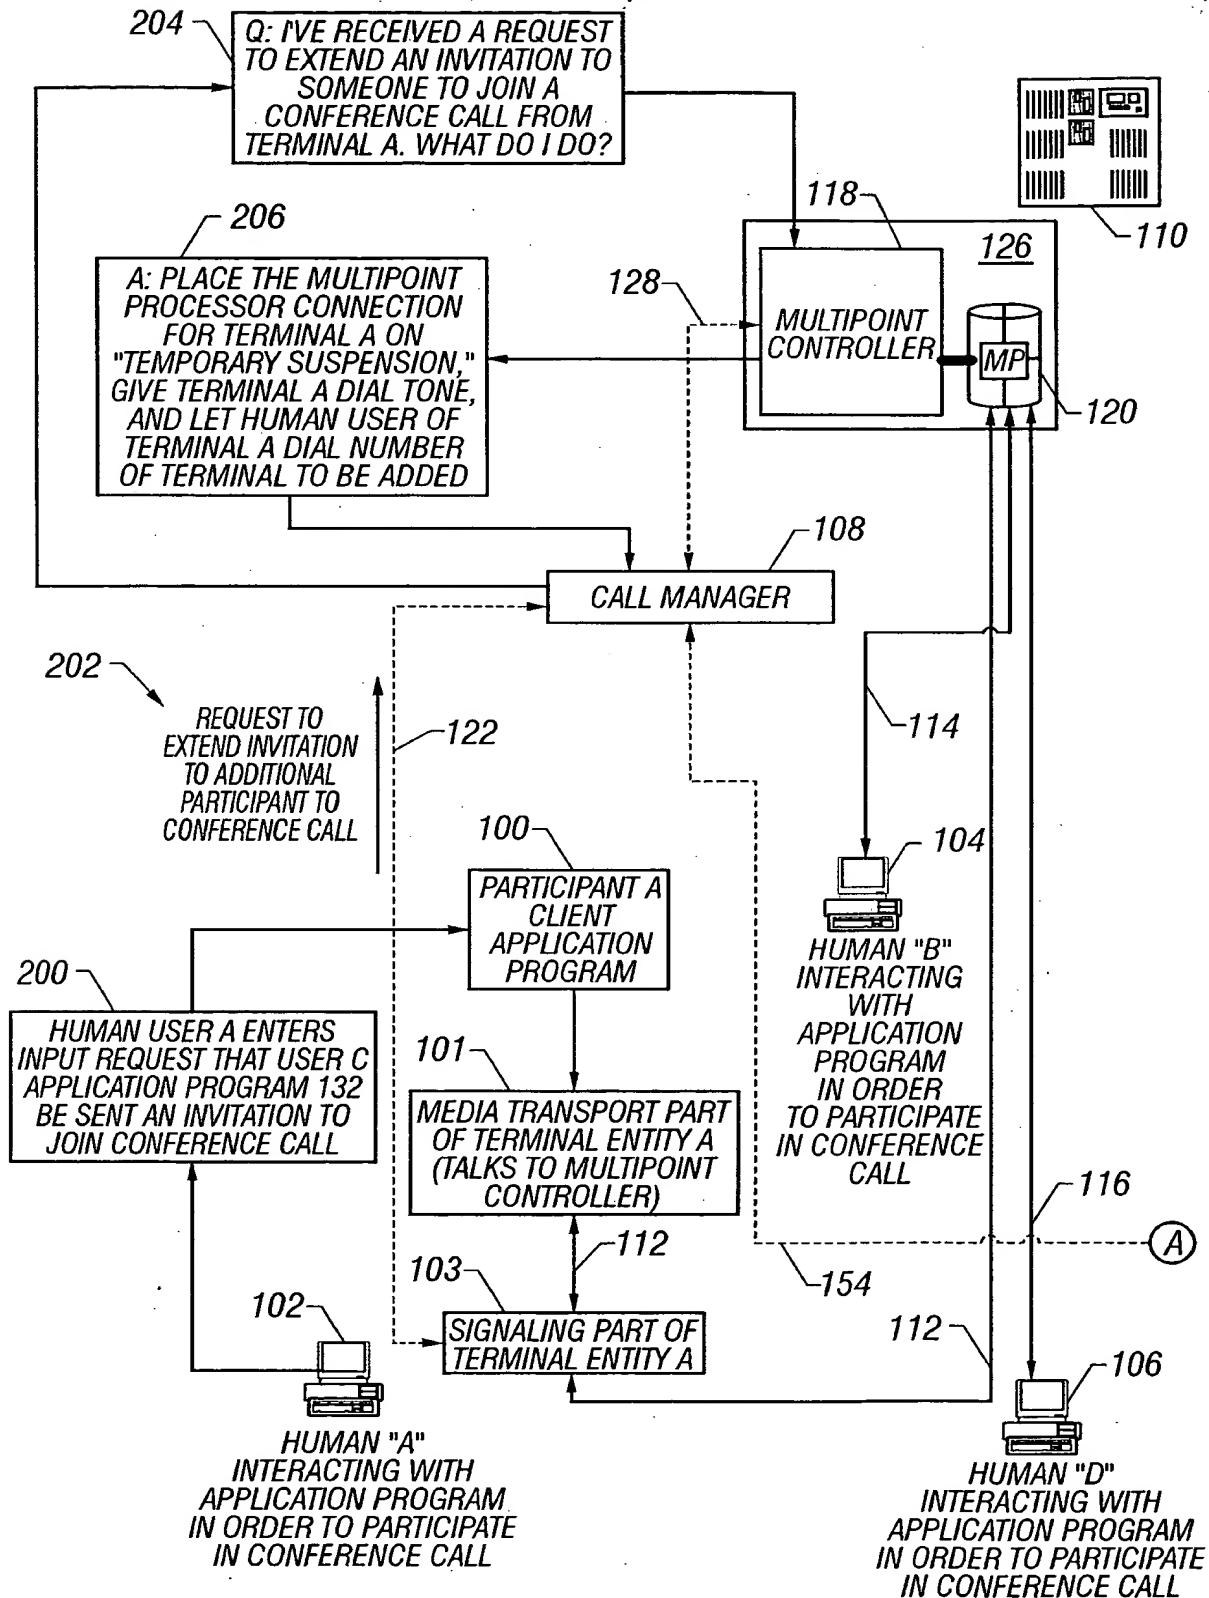 204
Q: I'VE RECEIVED A REQUEST
TO EXTEND AN INVITATION TO
SOMEONE TO JOIN A
CONFERENCE CALL FROM
TERMINAL A. WHAT DO I DO?
110
206
A: PLACE THE MULTIPOINT
PROCESSOR CONNECTION
FOR TERMINAL A ON
"TEMPORARY SUSPENSION,"
GIVE TERMINAL A DIAL TONE,
AND LET HUMAN USER OF
TERMINAL A DIAL NUMBER
OF TERMINAL TO BE ADDED
118
126
128
MULTIPOINT
CONTROLLER
MP
120
108
CALL MANAGER
202
REQUEST TO
EXTEND INVITATION
TO ADDITIONAL
PARTICIPANT TO
CONFERENCE CALL
122
114
100
PARTICIPANT A
CLIENT
APPLICATION
PROGRAM
104
HUMAN "B"
INTERACTING
WITH
APPLICATION
PROGRAM
IN ORDER
TO PARTICIPATE
IN CONFERENCE
CALL
200
HUMAN USER A ENTERS
INPUT REQUEST THAT USER C
APPLICATION PROGRAM 132
BE SENT AN INVITATION TO
JOIN CONFERENCE CALL
101
MEDIA TRANSPORT PART
OF TERMINAL ENTITY A
(TALKS TO MULTIPOINT
CONTROLLER)
116
A
154
112
103
SIGNALING PART OF
TERMINAL ENTITY A
112
102
HUMAN "A"
INTERACTING WITH
APPLICATION PROGRAM
IN ORDER TO PARTICIPATE
IN CONFERENCE CALL
106
HUMAN "D"
INTERACTING WITH
APPLICATION PROGRAM
IN ORDER TO PARTICIPATE
IN CONFERENCE CALL